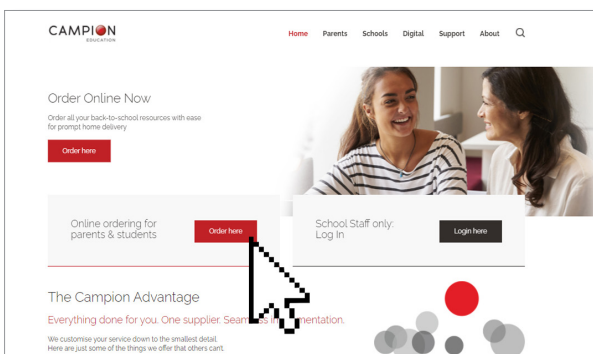 CAMPION
EDUCATION
Home Parents Schools Digital Support About
Order Online Now
Order all your back-to-school resources with ease
for prompt home delivery
Order here
Online ordering for
parents & students
Order here
School Staff only:
Log In
Login here
The Campion Advantage
Everything done for you. One supplier.
We customise your service down to the smallest detail.
Here are just some of the things we offer that others can't.